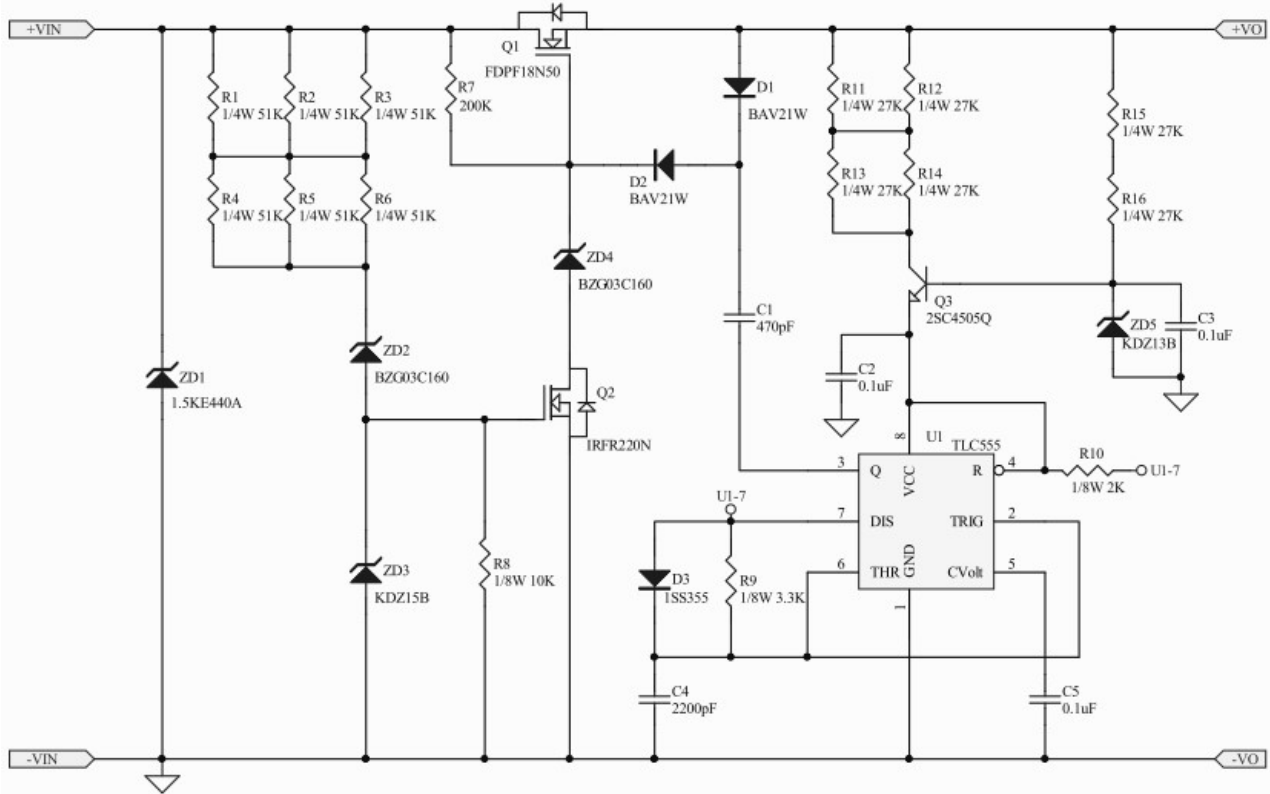 +VIN
+VO
Q1
FDPF18N50
R1
1/4W 51K
R2
1/4W 51K
R3
1/4W 51K
R7
200K
D1
BAV21W
R11
1/4W 27K
R12
1/4W 27K
R15
1/4W 27K
R4
1/4W 51K
R5
1/4W 51K
R6
1/4W 51K
D2
BAV21W
R13
1/4W 27K
R14
1/4W 27K
R16
1/4W 27K
ZD4
BZG03C160
C1
470pF
Q3
2SC4505Q
ZD5
KDZ13B
C3
0.1uF
ZD1
1.5KE440A
ZD2
BZG03C160
Q2
IRFR220N
C2
0.1uF
8
U1
TLC555
3
Q
VCC
R
4
R10
1/8W 2K
U1-7
U1-7
7
DIS
TRIG
2
6
THR
GND
CVolt
5
1
ZD3
KDZ15B
R8
1/8W 10K
D3
1SS355
R9
1/8W 3.3K
C4
2200pF
C5
0.1uF
-VIN
-VO